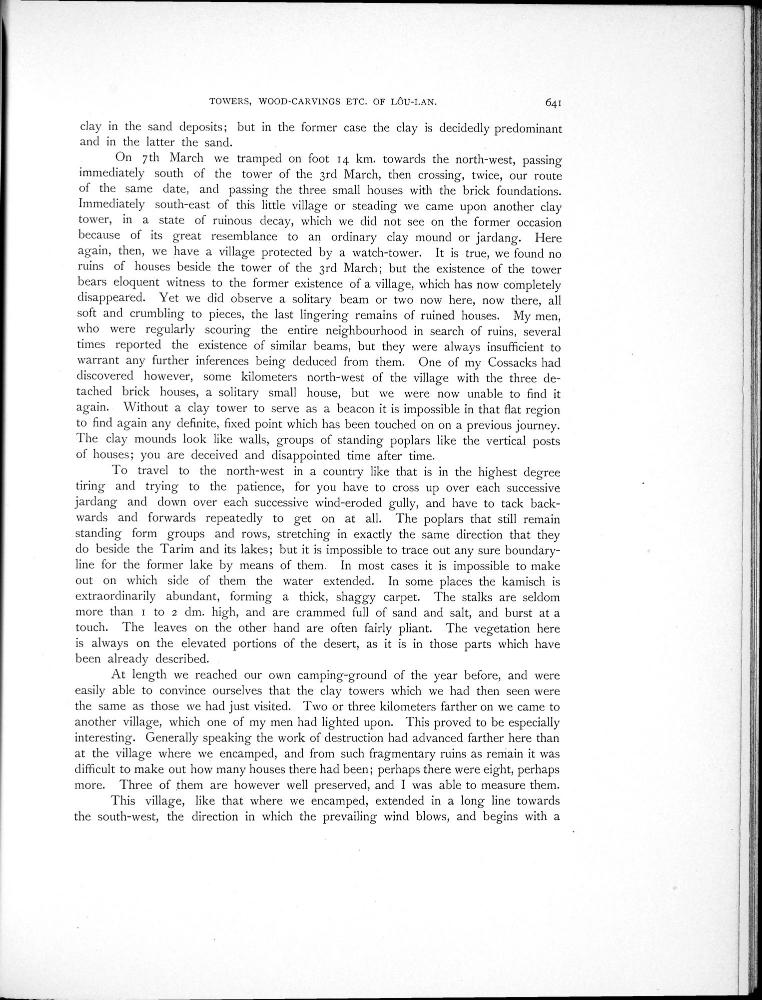 TOWERS, WOOD-CARVINGS ETC. OF LÔU-LAN. 641
clay in the sand deposits; but in the former case the clay is decidedly predominant
and in the latter the sand.
On 7th March we tramped on foot 14 km. towards the north-west, passing
immediately south of the tower of the 3rd March, then crossing, twice, our route
of the same date, and passing the three small houses with the brick foundations.
Immediately south-east of this little village or steading we came upon another clay
tower, in a state of ruinous decay, which we did not see on the former occasion
because of its great resemblance to an ordinary clay mound or jardang. Here
again, then, we have a village protected by a watch-tower. It is true, we found no
ruins of houses beside the tower of the 3rd March; but the existence of the tower
bears eloquent witness to the former existence of a village, which has now completely
disappeared. Yet we did observe a solitary beam or two now here, now there, all
soft and crumbling to pieces, the last lingering remains of ruined houses. My men,
who were regularly scouring the entire neighbourhood in search of ruins, several
times reported the existence of similar beams, but they were always insufficient to
warrant any further inferences being deduced from them. One of my Cossacks had
discovered however, some kilometers north-west of the village with the three de-
tached brick houses, a solitary small house, but we were now unable to find it
again. Without a clay tower to serve as a beacon it is impossible in that flat region
to find again any definite, fixed point which has been touched on on a previous journey.
The clay mounds look like walls, groups of standing poplars like the vertical posts
of houses; you are deceived and disappointed time after time.
To travel to the north-west in a country like that is in the highest degree
tiring and trying to the patience, for you have to cross up over each successive
jardang and down over each successive wind-eroded gully, and have to tack back-
wards and forwards repeatedly to get on at all. The poplars that still remain
standing form groups and rows, stretching in exactly the same direction that they
do beside the Tarim and its lakes; but it is impossible to trace out any sure boundary-
line for the former lake by means of them. In most cases it is impossible to make
out on which side of them the water extended. In some places the kamisch is
extraordinarily abundant, forming a thick, shaggy carpet. The stalks are seldom
more than 1 to 2 dm. high, and are crammed full of sand and salt, and burst at a
touch. The leaves on the other hand are often fairly pliant. The vegetation here
is always on the elevated portions of the desert, as it is in those parts which have
been already described.
At length we reached our own camping-ground of the year before, and were
easily able to convince ourselves that the clay towers which we had then seen were
the same as those we had just visited. Two or three kilometers farther on we came to
another village, which one of my men had lighted upon. This proved to be especially
interesting. Generally speaking the work of destruction had advanced farther here than
at the village where we encamped, and from such fragmentary ruins as remain it was
difficult to make out how many houses there had been; perhaps there were eight, perhaps
more. Three of them are however well preserved, and I was able to measure them.
This village, like that where we encamped, extended in a long line towards
the south-west, the direction in which the prevailing wind blows, and begins with a